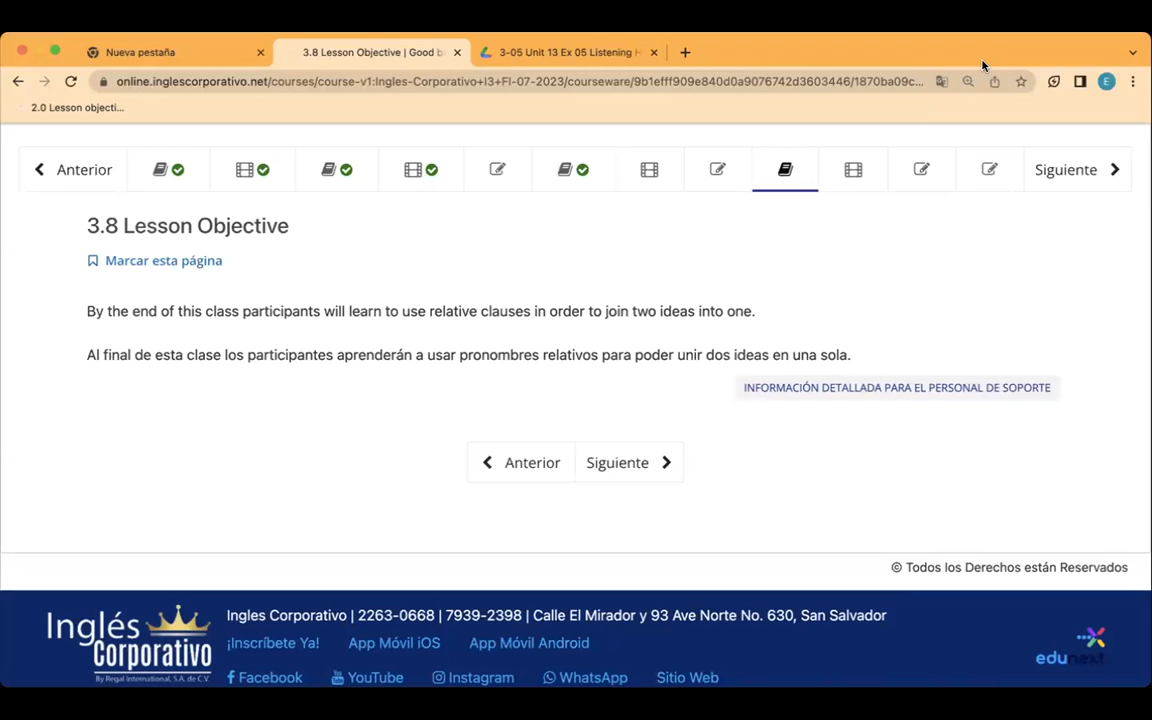 Nueva pestaña
3.8 Lesson Objective | Good b
3-05 Unit 13 Ex 05 Listening
online.inglescorporativo.net/courses/course-v1:Ingles-Corporativo+I3+FI-07-2023/courseware/9b1efff909e840d0a9076742d3603446/1870ba09c...
E
2.0 Lesson objecti...
Anterior
Siguiente
3.8 Lesson Objective
Marcar esta página
By the end of this class participants will learn to use relative clauses in order to join two ideas into one.
Al final de esta clase los participantes aprenderán a usar pronombres relativos para poder unir dos ideas en una sola.
INFORMACIÓN DETALLADA PARA EL PERSONAL DE SOPORTE
Anterior Siguiente
© Todos los Derechos están Reservados
Inglés Corporativo
By Regal International, S.A. de C.V.
Ingles Corporativo | 2263-0668 | 7939-2398 | Calle El Mirador y 93 Ave Norte No. 630, San Salvador
¡Inscríbete Ya! App Móvil iOS App Móvil Android
Facebook YouTube Instagram WhatsApp Sitio Web
edunext